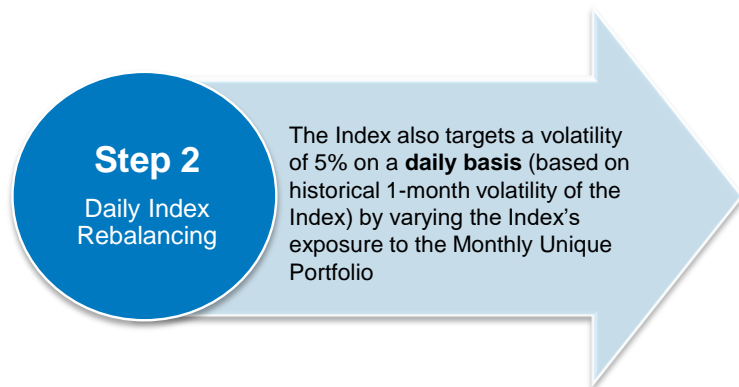 Step 2
Daily Index
Rebalancing
The Index also targets a volatility
of 5% on a daily basis (based on
historical 1-month volatility of the
Index) by varying the Index's
exposure to the Monthly Unique
Portfolio